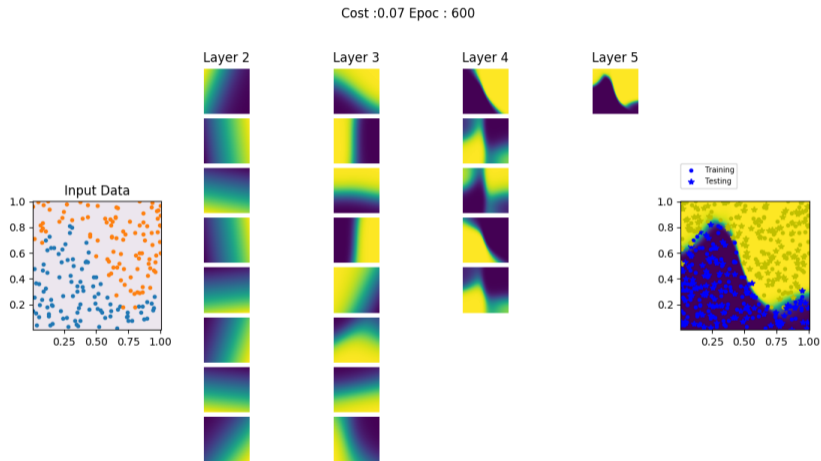 Cost :0.07 Epoc : 600
Layer 2
Layer 3
Layer 4
Layer 5
Training
Testing
Input Data
1.0
0.8
0.6
0.4
0.2
0.25 0.50 0.75 1.00
1.0
0.8
0.6
0.4
0.2
0.25 0.50 0.75 1.00